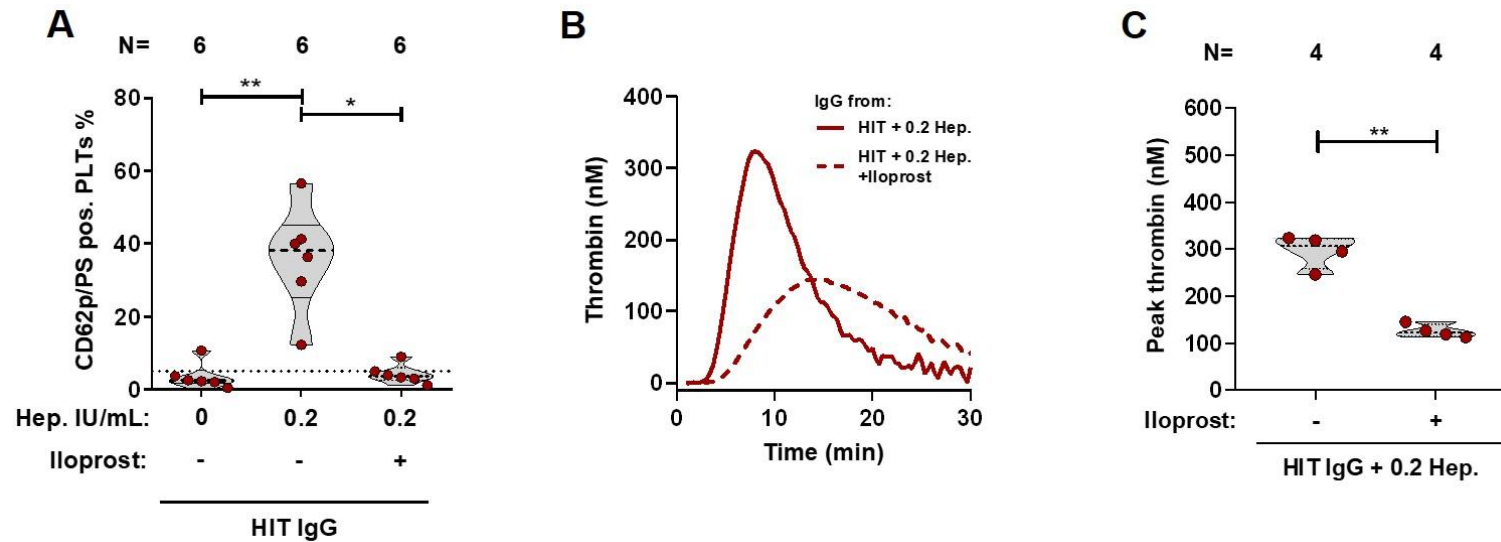 A
N= 6 6 6
** *
CD62p/PS pos. PLTs %
80
60
40
20
0
Hep. IU/mL: 0 0.2 0.2
Iloprost: - - +
HIT IgG
B
Thrombin (nM)
400
300
200
100
0
0 10 20 30
Time (min)
IgG from:
HIT + 0.2 Hep.
HIT + 0.2 Hep.
+Iloprost
C
N= 4 4
**
Peak thrombin (nM)
600
500
400
300
200
100
0
Iloprost: - +
HIT IgG + 0.2 Hep.